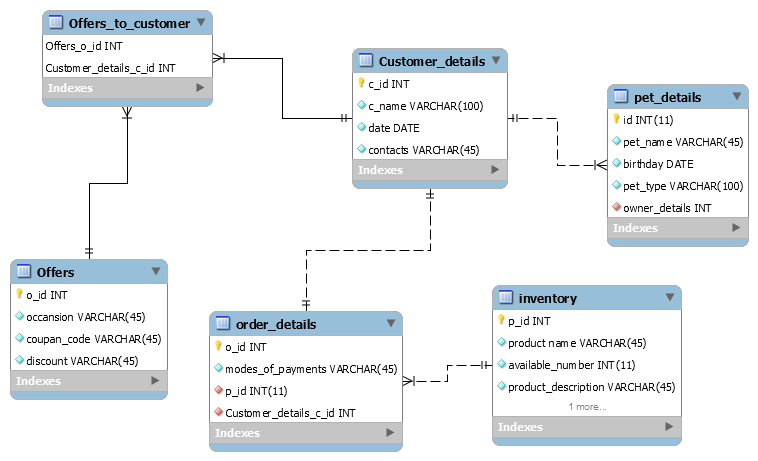 Offers_to_customer
Offers_o_id INT
Customer_details_c_id INT
Indexes
Customer_details
c_id INT
c_name VARCHAR(100)
date DATE
contacts VARCHAR(45)
Indexes
pet_details
id INT(11)
pet_name VARCHAR(45)
birthday DATE
pet_type VARCHAR(100)
owner_details INT
Indexes
Offers
o_id INT
occansion VARCHAR(45)
coupan_code VARCHAR(45)
discount VARCHAR(45)
Indexes
order_details
o_id INT
modes_of_payments VARCHAR(45)
p_id INT(11)
Customer_details_c_id INT
Indexes
inventory
p_id INT
product name VARCHAR(45)
available_number INT(11)
product_description VARCHAR(45)
1 more...
Indexes